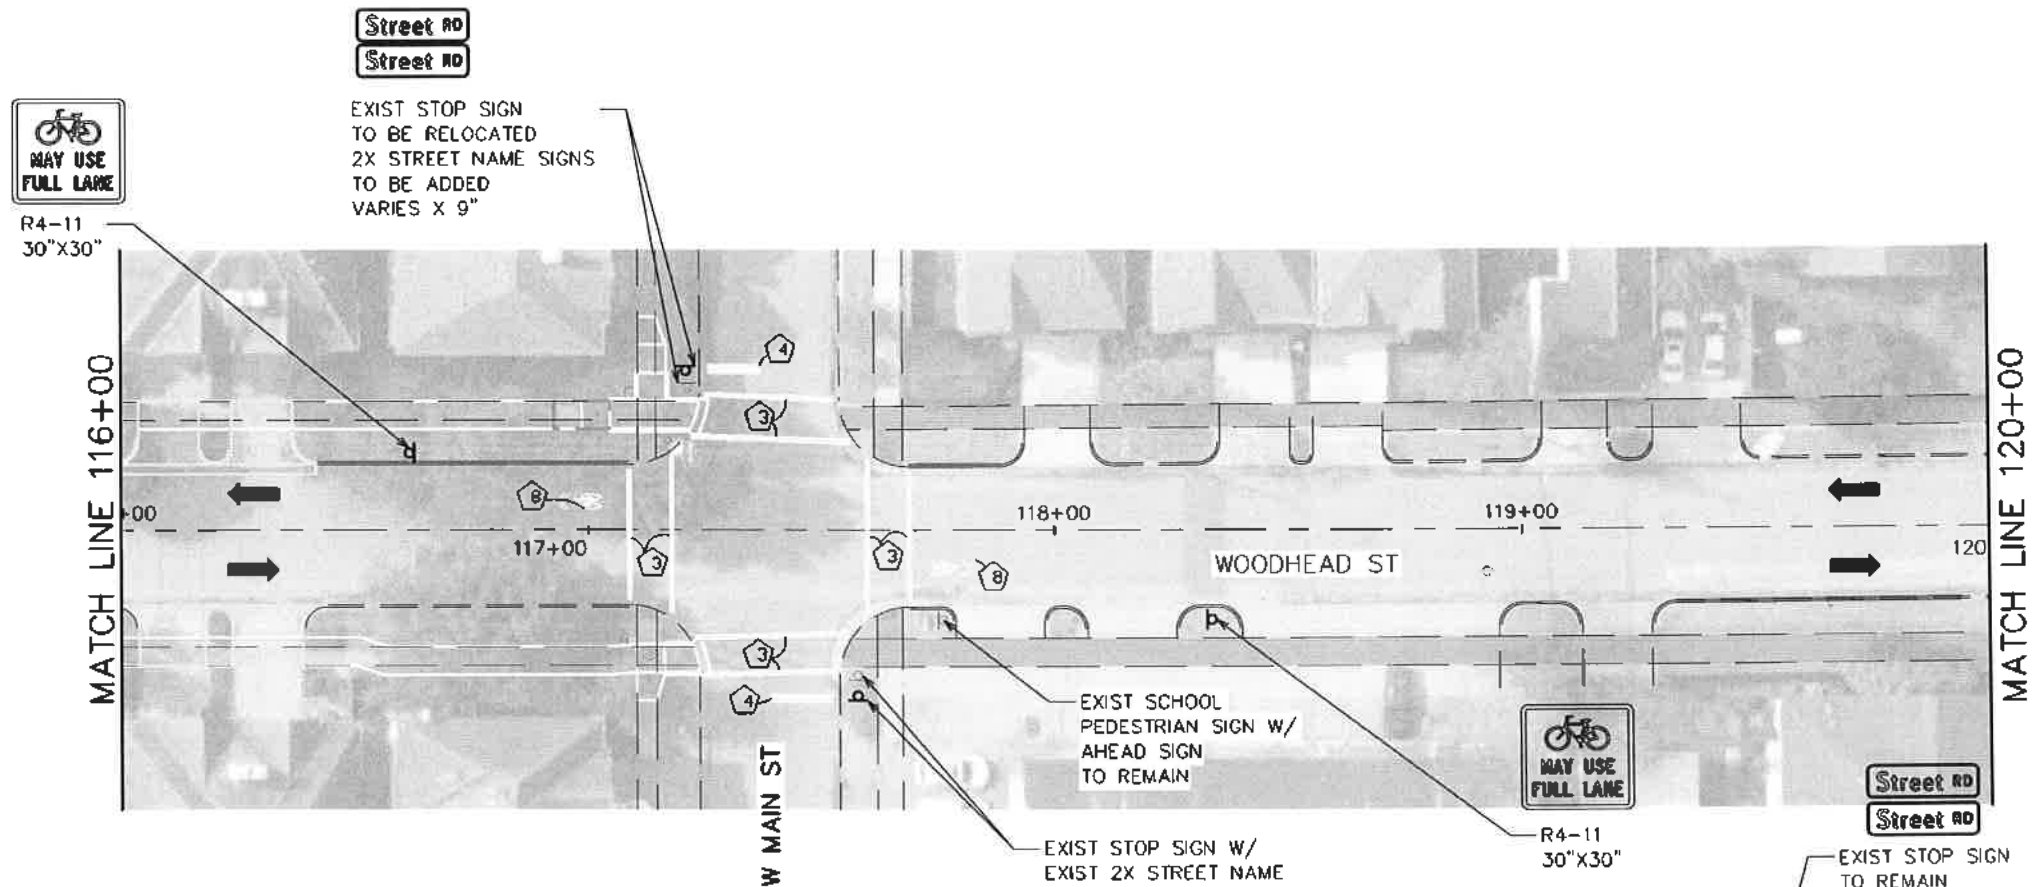 Street RD
Street RD
EXIST STOP SIGN
TO BE RELOCATED
2X STREET NAME SIGNS
TO BE ADDED
VARIES X 9"
MAY USE
FULL LANE
R4-11
30"X30"
MATCH LINE 116+00
MATCH LINE 120+00
4
3
8
+00
117+00
118+00
119+00
120
3
3
8
WOODHEAD ST
3
4
W MAIN ST
EXIST SCHOOL
PEDESTRIAN SIGN W/
AHEAD SIGN
TO REMAIN
EXIST STOP SIGN W/
EXIST 2X STREET NAME
MAY USE
FULL LANE
R4-11
30"X30"
Street RD
Street RD
EXIST STOP SIGN
TO REMAIN